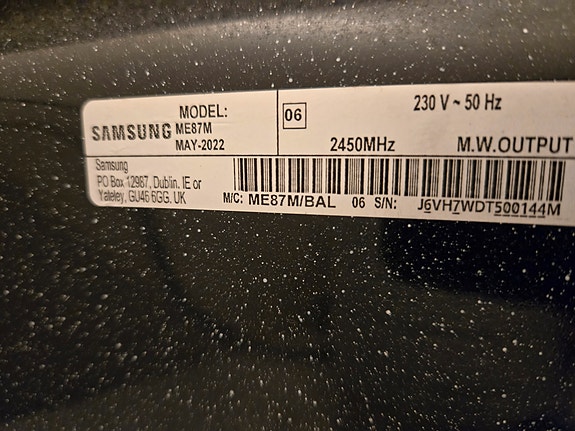 MODEL:
SAMSUNG ME87M
MAY-2022
06
230 V ~ 50 Hz
2450MHz M.W.OUTPUT
Samsung
PO Box 12987, Dublin. IE or
Yateley, GU46 6GG. UK
M/C: ME87M/BAL 06 S/N: J6VH7WDT500144M